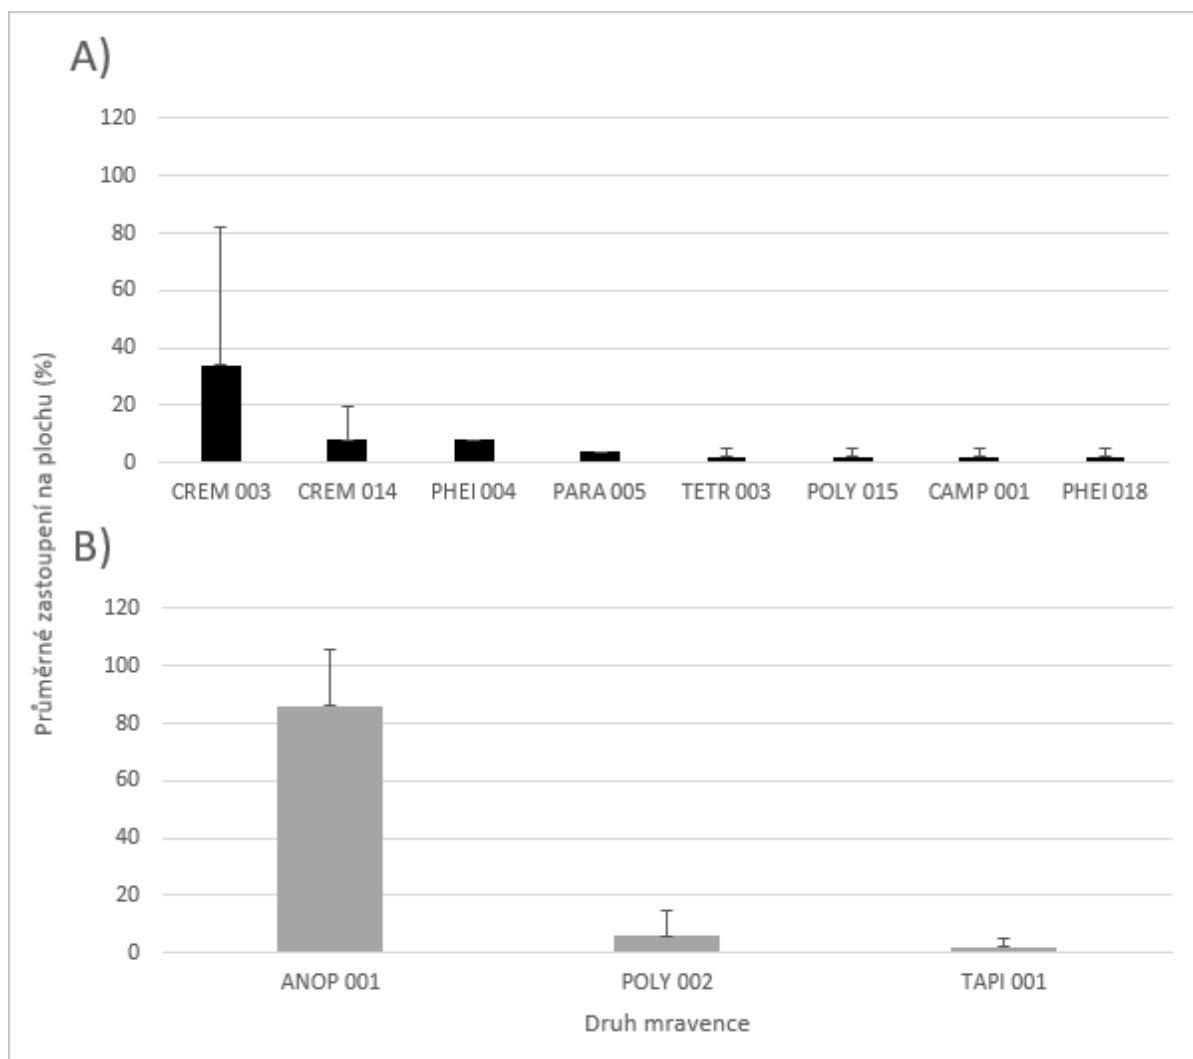 A)
120
100
80
60
40
20
0
CREM 003 CREM 014 PHEI 004 PARA 005 TETR 003 POLY 015 CAMP 001 PHEI 018
Průměrné zastoupení na plochu (%)
B)
120
100
80
60
40
20
0
ANOP 001 POLY 002 TAPI 001
Druh mravence